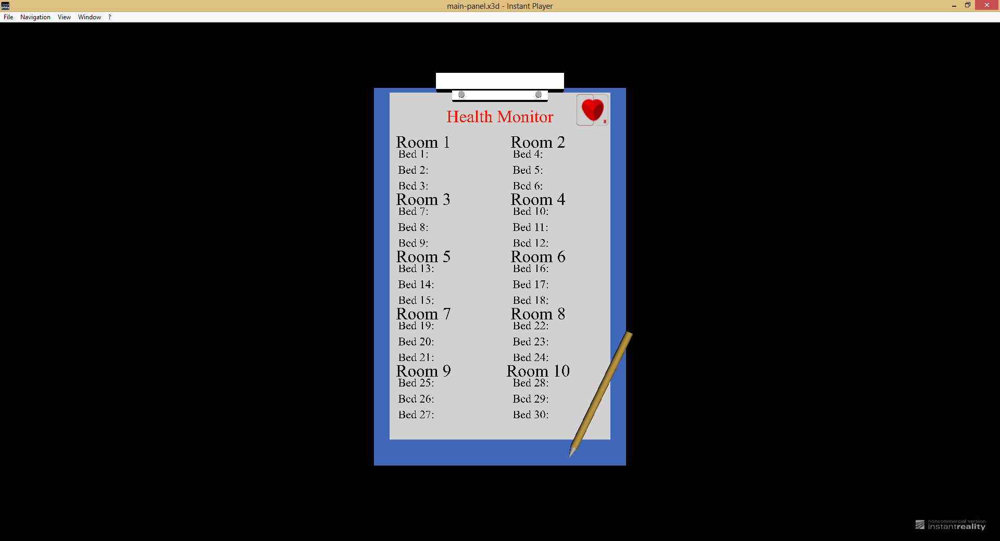 inst
play
main-panel.x3d - Instant Player
File Navigation View Window ?
Health Monitor
Room 1
Bed 1:
Bed 2:
Bed 3:
Room 2
Bed 4:
Bed 5:
Bed 6:
Room 3
Bed 7:
Bed 8:
Bed 9:
Room 4
Bed 10:
Bed 11:
Bed 12:
Room 5
Bed 13:
Bed 14:
Bed 15:
Room 6
Bed 16:
Bed 17:
Bed 18:
Room 7
Bed 19:
Bed 20:
Bed 21:
Room 8
Bed 22:
Bed 23:
Bed 24:
Room 9
Bed 25:
Bed 26:
Bed 27:
Room 10
Bed 28:
Bed 29:
Bed 30:
noncommercial version
instantreality